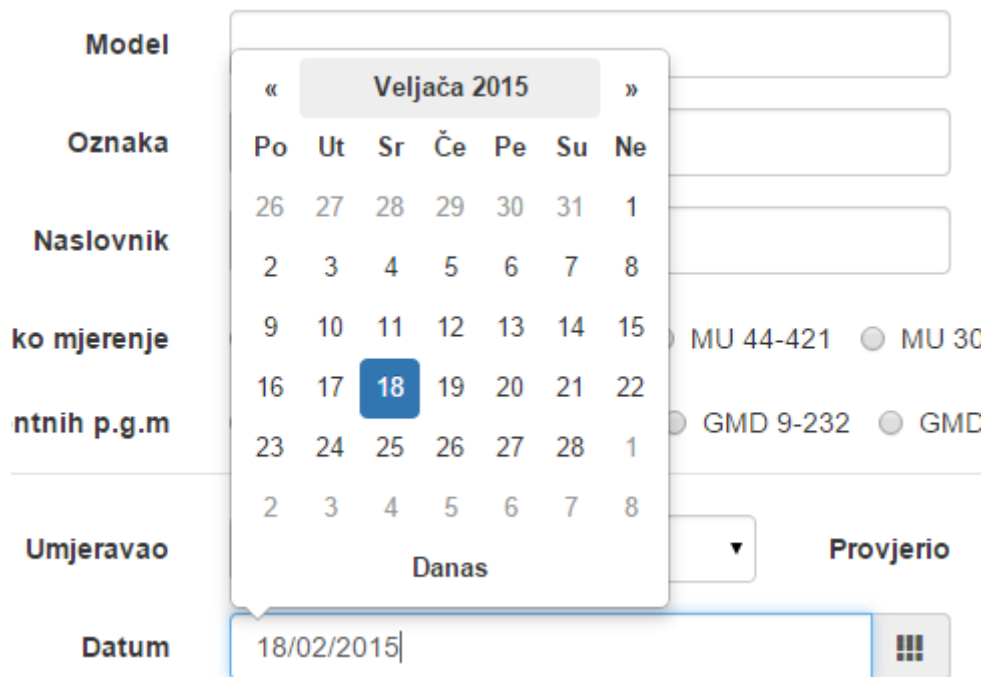 Model
« Veljača 2015 »
Oznaka
Po Ut Sr Če Pe Su Ne
26 27 28 29 30 31 1
Naslovnik
2 3 4 5 6 7 8
9 10 11 12 13 14 15
ko mjerenje MU 44-421 MU 30
16 17 18 19 20 21 22
ntnih p.g.m GMD 9-232 GMD
23 24 25 26 27 28 1
2 3 4 5 6 7 8
Umjeravao Provjerio
Danas
Datum 18/02/2015